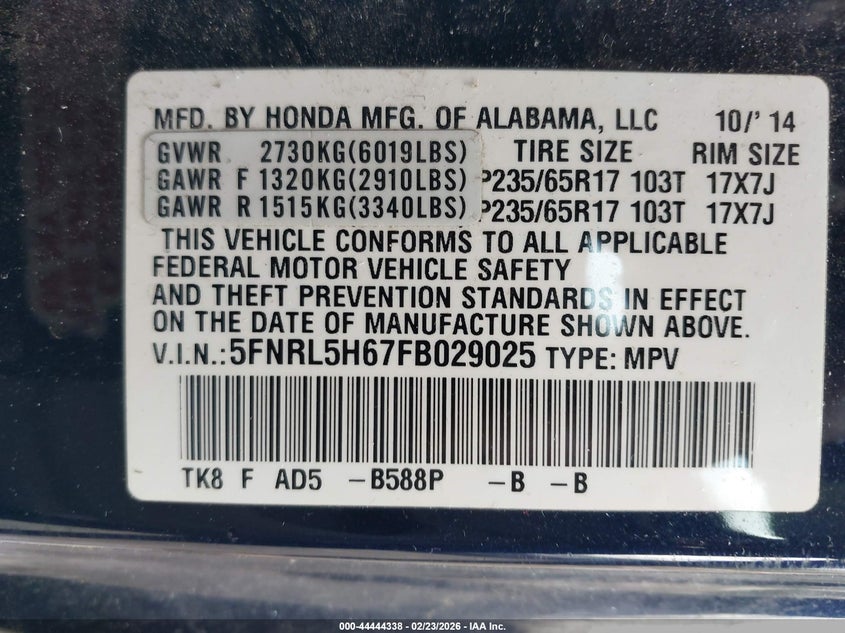 MFD. BY HONDA MFG. OF ALABAMA, LLC 10/' 14
GVWR 2730KG(6019LBS) TIRE SIZE RIM SIZE
GAWR F 1320KG(2910LBS) P235/65R17 103T 17X7J
GAWR R 1515KG(3340LBS) P235/65R17 103T 17X7J
THIS VEHICLE CONFORMS TO ALL APPLICABLE
FEDERAL MOTOR VEHICLE SAFETY
AND THEFT PREVENTION STANDARDS IN EFFECT
ON THE DATE OF MANUFACTURE SHOWN ABOVE.
V.I.N.: 5FNRL5H67FB029025 TYPE: MPV
TK8 F AD5 -B588P -B -B
000-44444338 - 02/23/2026 - IAA Inc.